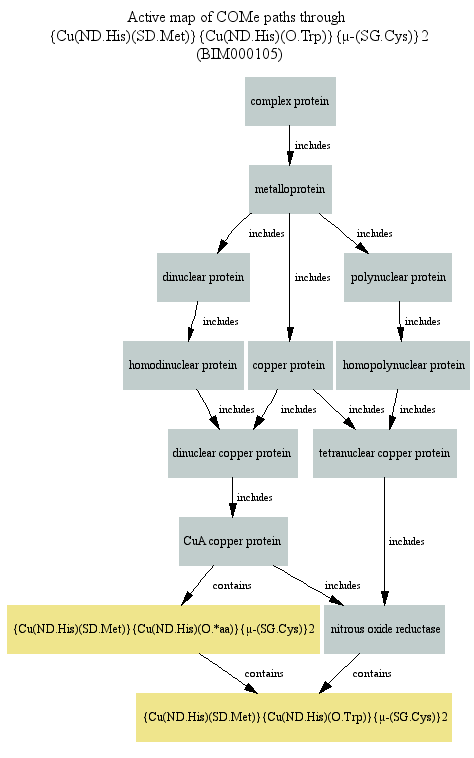 Active map of COMe paths through
{Cu(ND.His)(SD.Met)}{Cu(ND.His)(O.Trp)}{μ-(SG.Cys)}2
(BIM000105)
complex protein
includes
metalloprotein
includes
includes
includes
dinuclear protein
polynuclear protein
includes
includes
homodinuclear protein
copper protein
homopolynuclear protein
includes
includes
includes
includes
dinuclear copper protein
tetranuclear copper protein
includes
CuA copper protein
includes
contains
includes
{Cu(ND.His)(SD.Met)}{Cu(ND.His)(O.*aa)}{μ-(SG.Cys)}2
nitrous oxide reductase
contains
contains
{Cu(ND.His)(SD.Met)}{Cu(ND.His)(O.Trp)}{μ-(SG.Cys)}2